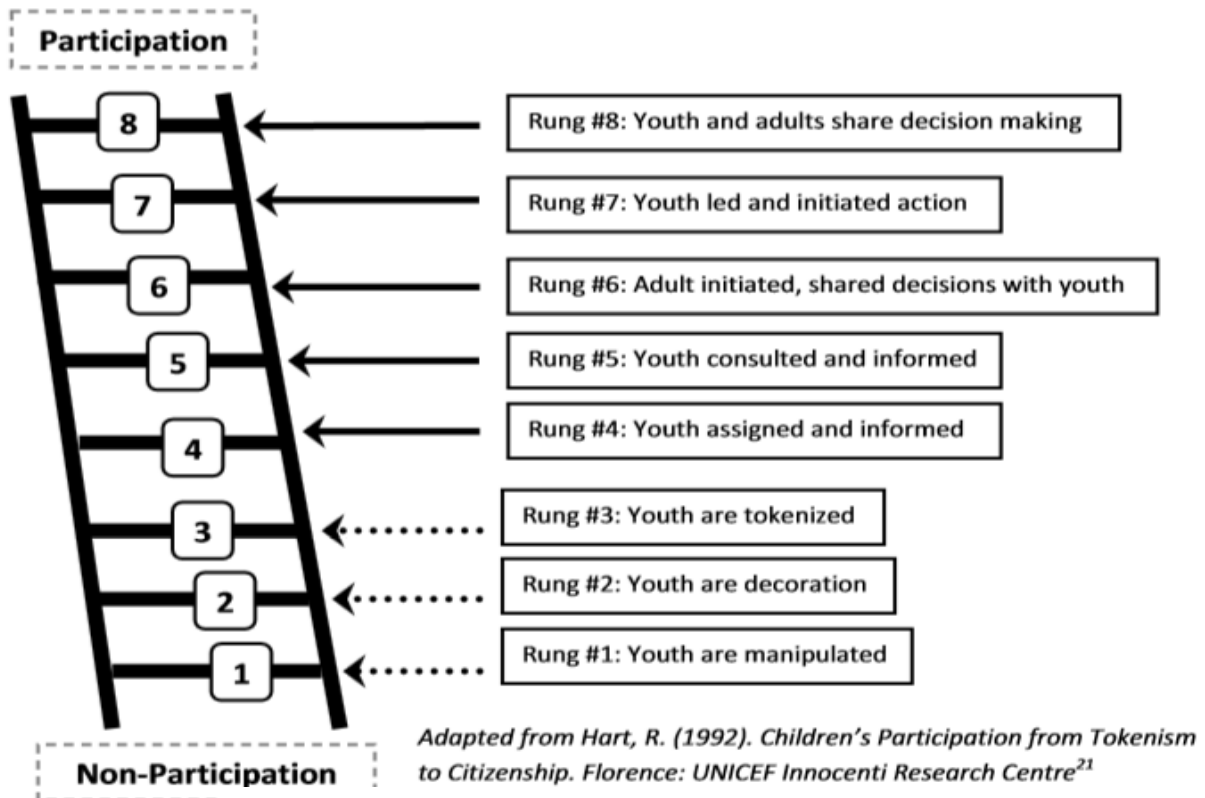 Participation
8
Rung #8: Youth and adults share decision making
7
Rung #7: Youth led and initiated action
6
Rung #6: Adult initiated, shared decisions with youth
5
Rung #5: Youth consulted and informed
4
Rung #4: Youth assigned and informed
3
Rung #3: Youth are tokenized
2
Rung #2: Youth are decoration
1
Rung #1: Youth are manipulated
Non-Participation
Adapted from Hart, R. (1992). Children’s Participation from Tokenism
to Citizenship. Florence: UNICEF Innocenti Research Centre21